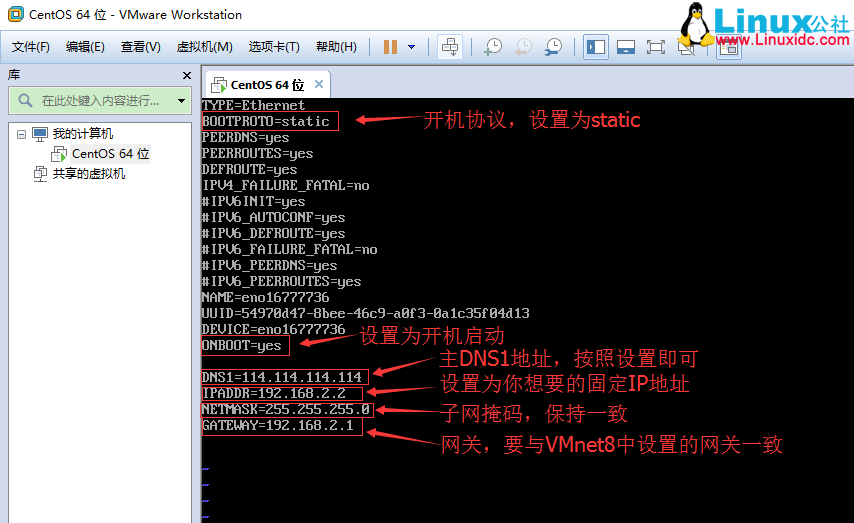 CentOS 64 位 - VMware Workstation
Linux公社
www.Linuxidc.com
文件(F) 编辑(E) 查看(V) 虚拟机(M) 选项卡(T) 帮助(H)
库
在此处键入内容进行...
我的计算机
CentOS 64 位
共享的虚拟机
CentOS 64 位
TYPE=Ethernet
BOOTPROTO=static
开机协议，设置为static
PEERDNS=yes
PEERROUTES=yes
DEFROUTE=yes
IPV4_FAILURE_FATAL=no
#IPV6INIT=yes
#IPV6_AUTOCONF=yes
#IPV6_DEFROUTE=yes
#IPV6_FAILURE_FATAL=no
#IPV6_PEERDNS=yes
#IPV6_PEERROUTES=yes
NAME=eno16777736
UUID=54970d47-8bee-46c9-a0f3-0a1c35f04d13
DEVICE=eno16777736
设置为开机启动
ONBOOT=yes
主DNS1地址，按照设置即可
DNS1=114.114.114.114
设置为你想要的固定IP地址
IPADDR=192.168.2.2
NETMASK=255.255.255.0
子网掩码，保持一致
GATEWAY=192.168.2.1
网关，要与VMnet8中设置的网关一致
~
~
~
~